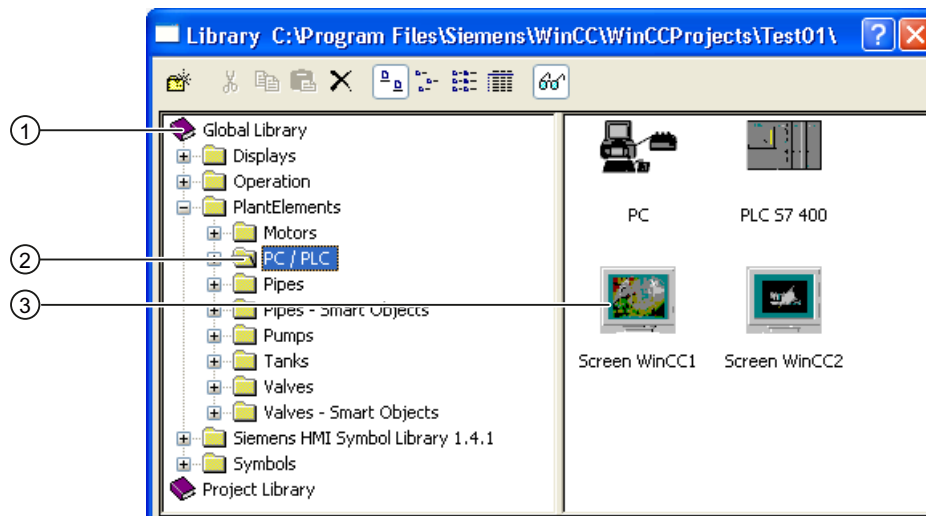 Library C:\Program Files\Siemens\WinCC\WinCCProjects\Test01\
1
Global Library
Displays
Operation
PlantElements
Motors
2
PC / PLC
Pipes
3
Pipes - Smart Objects
Pumps
Tanks
Valves
Valves - Smart Objects
Siemens HMI Symbol Library 1.4.1
Symbols
Project Library
PC
PLC S7 400
Screen WinCC1
Screen WinCC2